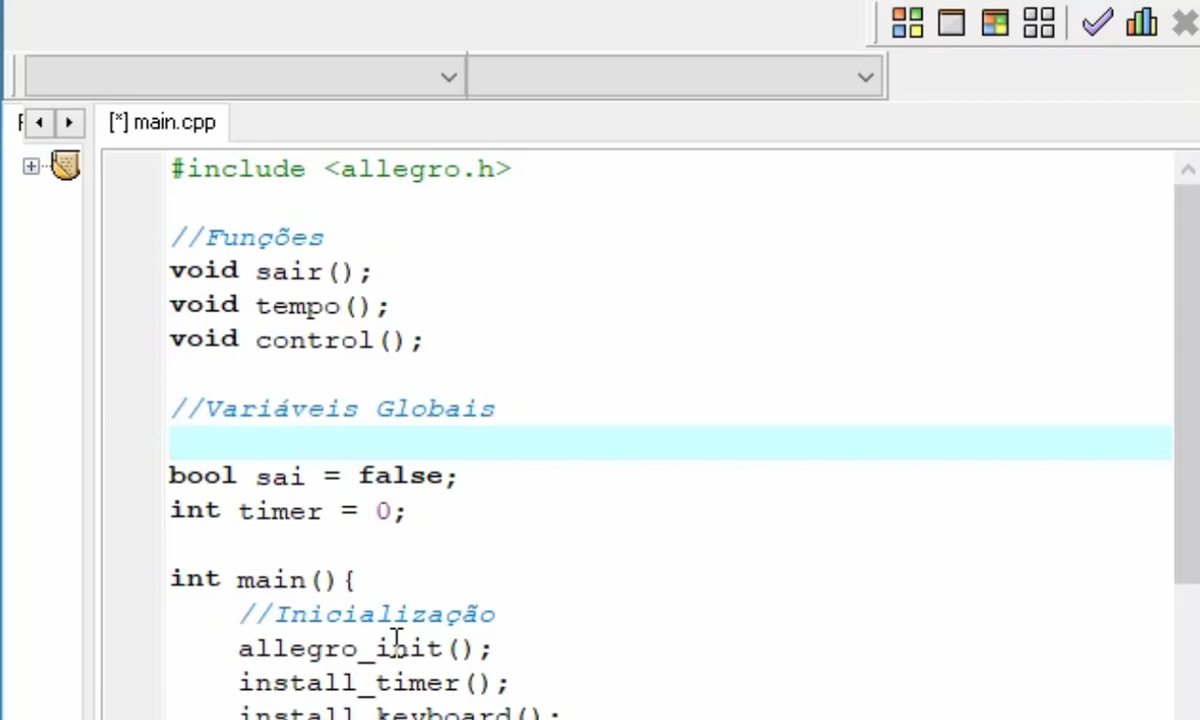 [*] main.cpp
#include <allegro.h>
//Funções
void sair();
void tempo();
void control();
//Variáveis Globais
bool sai = false;
int timer = 0;
int main(){
//Inicialização
allegro_init();
install_timer();
install_keyboard();